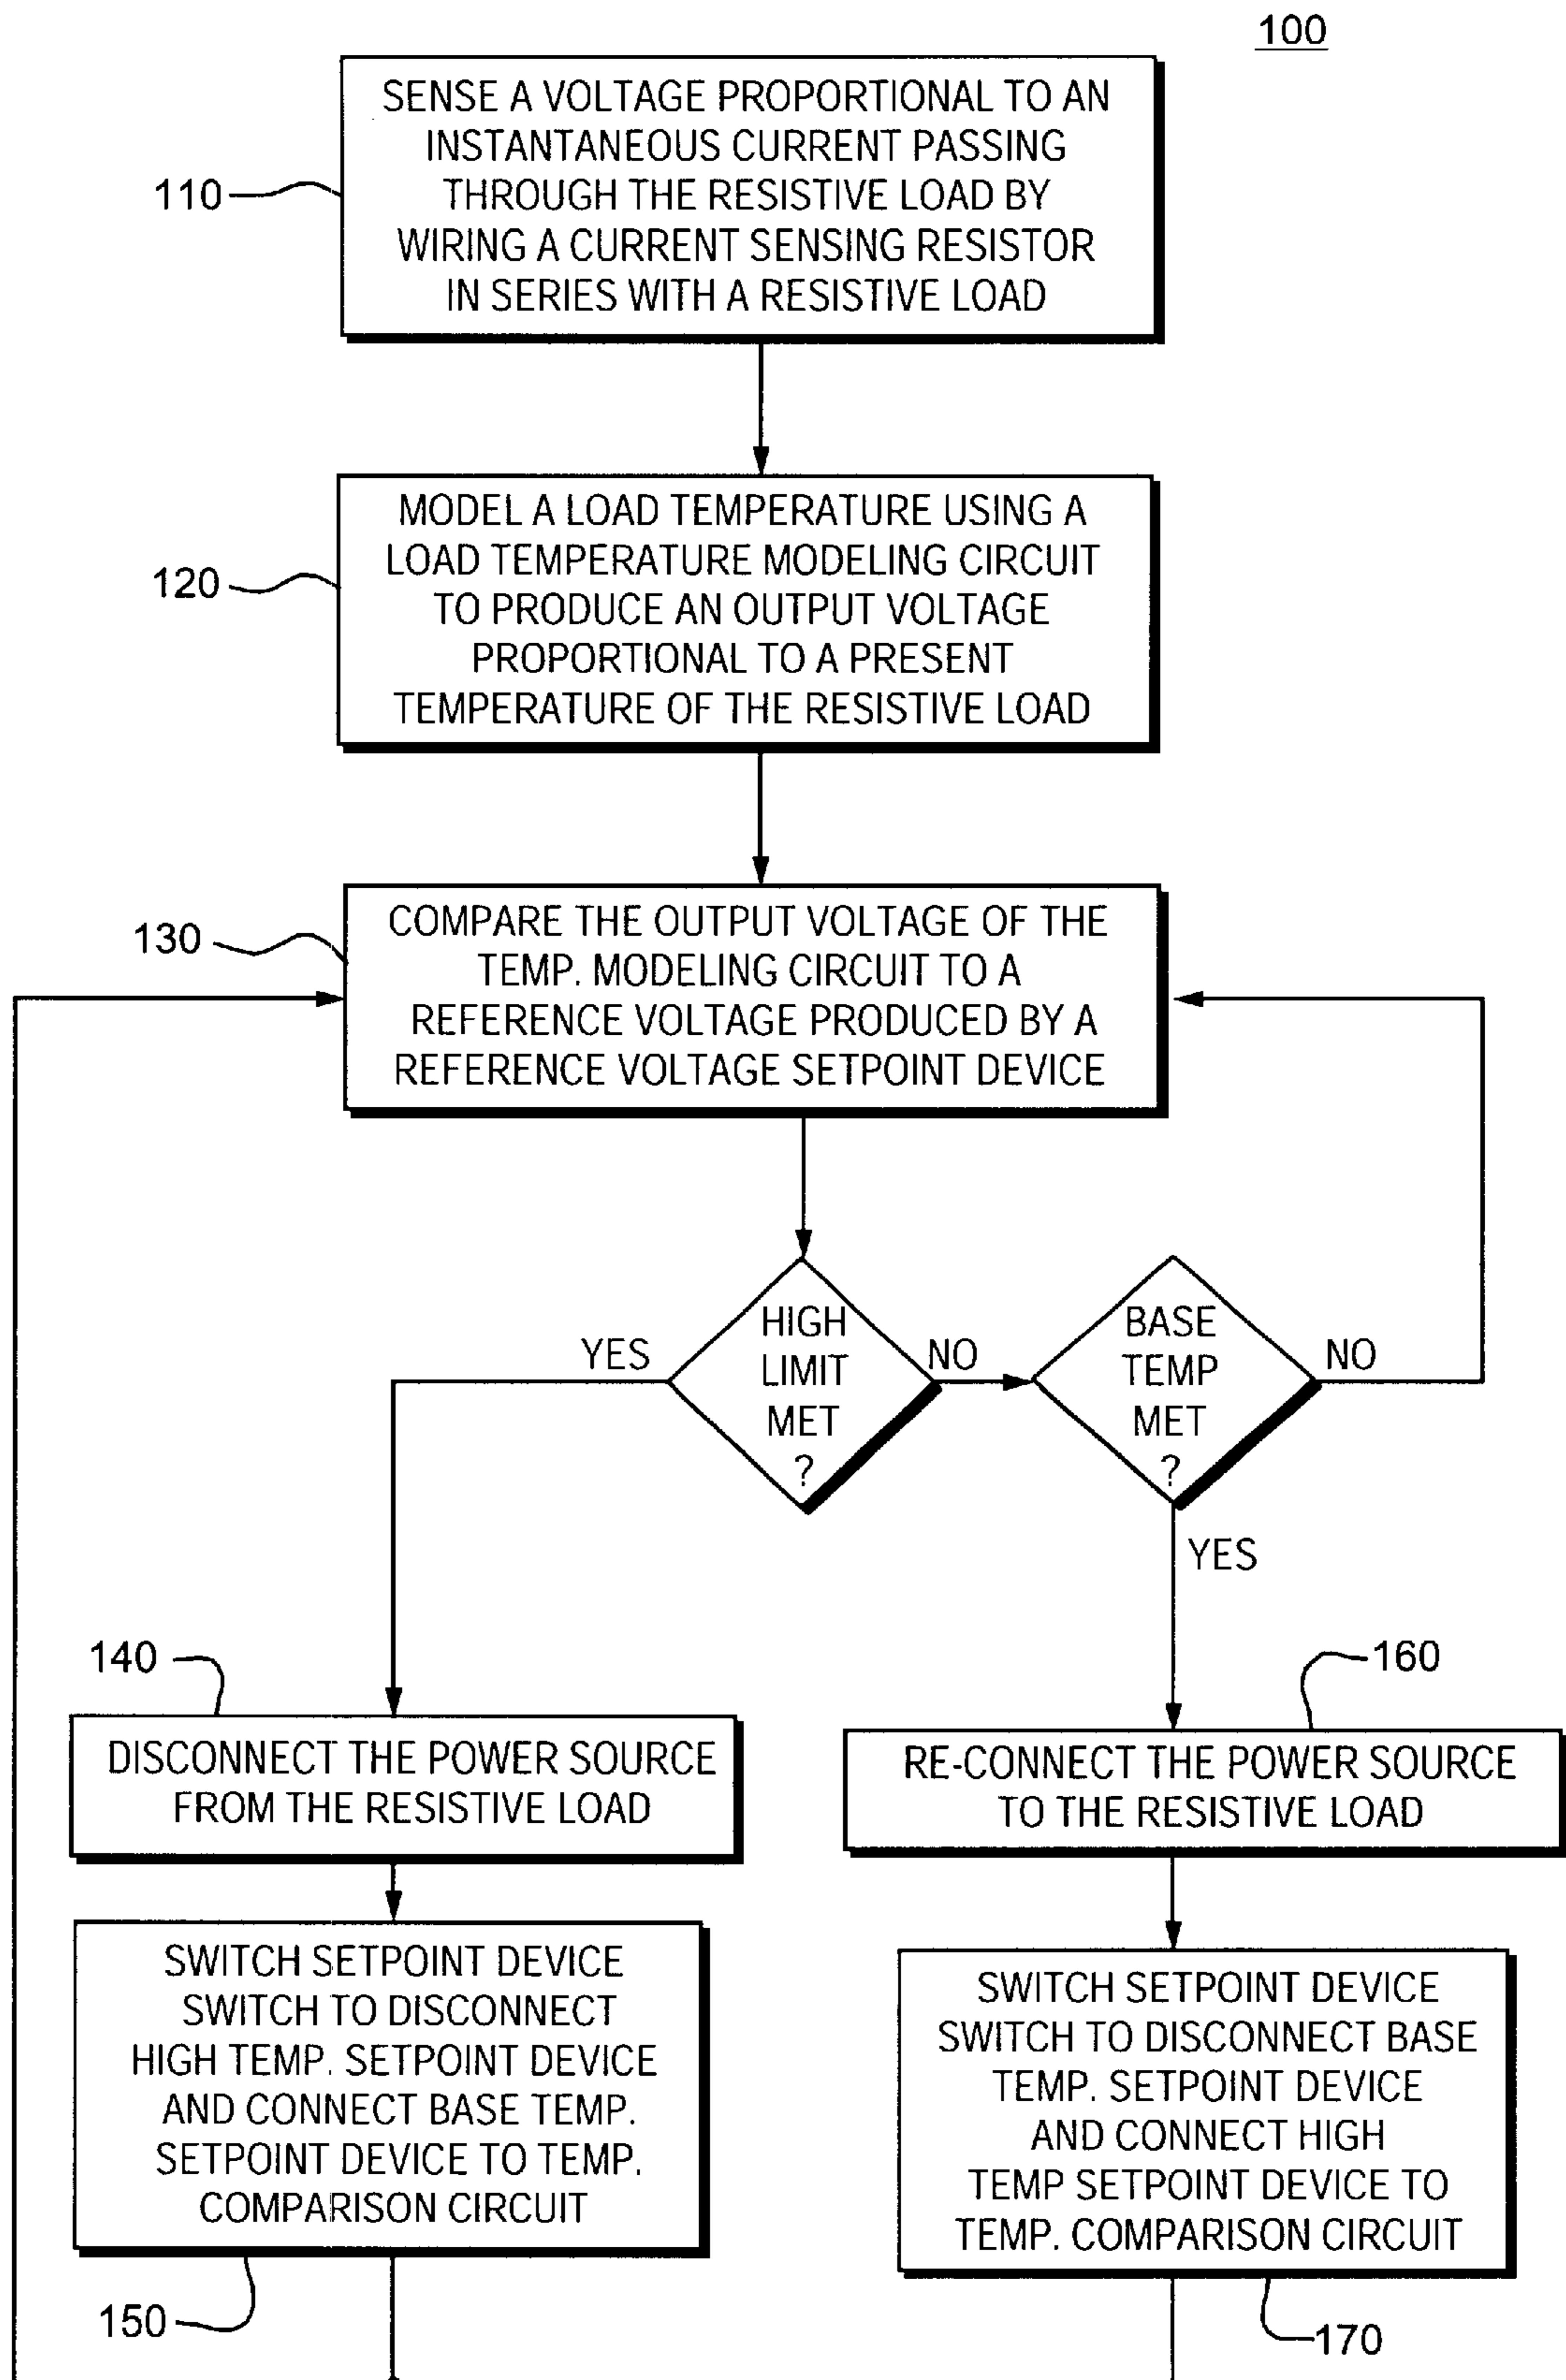 100
SENSE A VOLTAGE PROPORTIONAL TO AN
INSTANTANEOUS CURRENT PASSING
THROUGH THE RESISTIVE LOAD BY
WIRING A CURRENT SENSING RESISTOR
IN SERIES WITH A RESISTIVE LOAD
110
MODEL A LOAD TEMPERATURE USING A
LOAD TEMPERATURE MODELING CIRCUIT
TO PRODUCE AN OUTPUT VOLTAGE
PROPORTIONAL TO A PRESENT
TEMPERATURE OF THE RESISTIVE LOAD
120
COMPARE THE OUTPUT VOLTAGE OF THE
TEMP. MODELING CIRCUIT TO A
REFERENCE VOLTAGE PRODUCED BY A
REFERENCE VOLTAGE SETPOINT DEVICE
130
YES
HIGH
LIMIT
MET
?
NO
BASE
TEMP
MET
?
NO
YES
140
DISCONNECT THE POWER SOURCE
FROM THE RESISTIVE LOAD
160
RE-CONNECT THE POWER SOURCE
TO THE RESISTIVE LOAD
SWITCH SETPOINT DEVICE
SWITCH TO DISCONNECT
HIGH TEMP. SETPOINT DEVICE
AND CONNECT BASE TEMP.
SETPOINT DEVICE TO TEMP.
COMPARISON CIRCUIT
150
SWITCH SETPOINT DEVICE
SWITCH TO DISCONNECT BASE
TEMP. SETPOINT DEVICE
AND CONNECT HIGH
TEMP SETPOINT DEVICE TO
TEMP. COMPARISON CIRCUIT
170